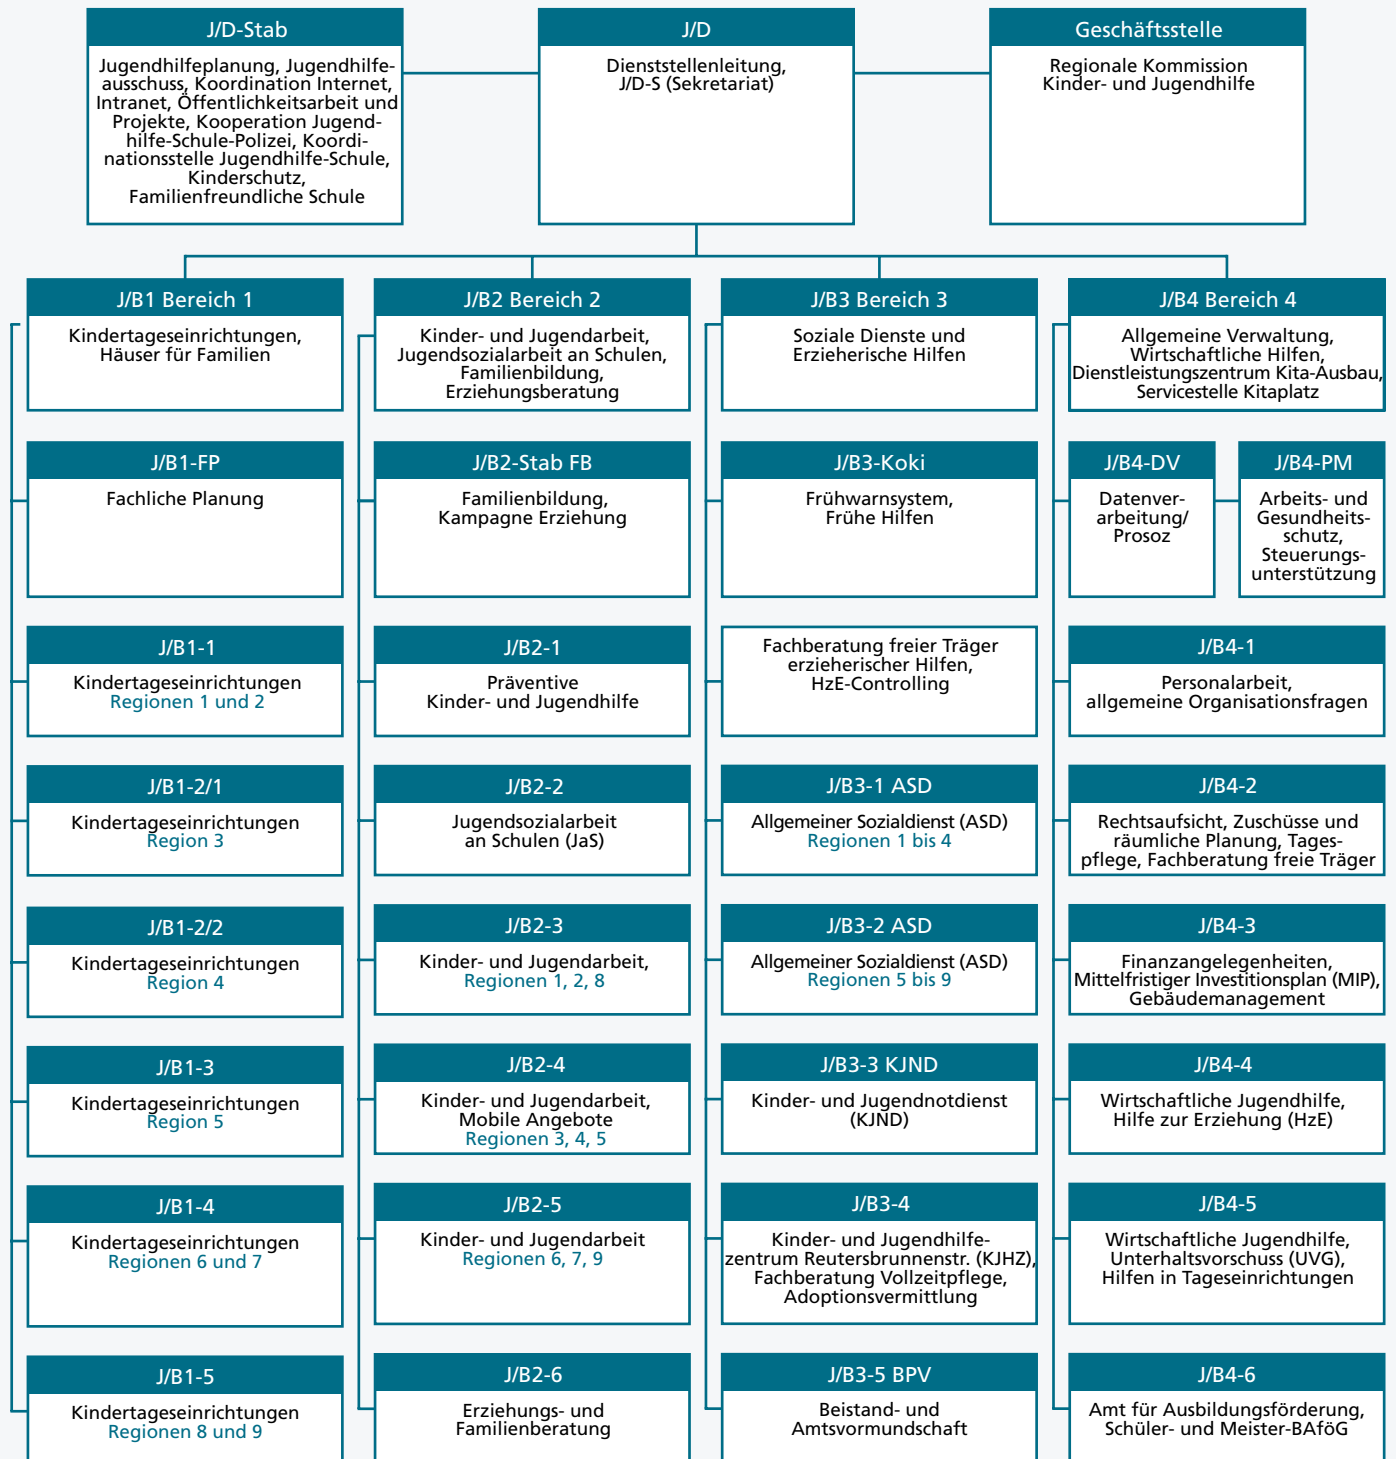 J/D-Stab
Jugendhilfeplanung, Jugendhilfe-
ausschuss, Koordination Internet,
Intranet, Öffentlichkeitsarbeit und
Projekte, Kooperation Jugend-
hilfe-Schule-Polizei, Koordi-
nationsstelle Jugendhilfe-Schule,
Kinderschutz,
Familienfreundliche Schule
J/D
Dienststellenleitung,
J/D-S (Sekretariat)
Geschäftsstelle
Regionale Kommission
Kinder- und Jugendhilfe
J/B1 Bereich 1
Kindertageseinrichtungen,
Häuser für Familien
J/B2 Bereich 2
Kinder- und Jugendarbeit,
Jugendsozialarbeit an Schulen,
Familienbildung,
Erziehungsberatung
J/B3 Bereich 3
Soziale Dienste und
Erzieherische Hilfen
J/B4 Bereich 4
Allgemeine Verwaltung,
Wirtschaftliche Hilfen,
Dienstleistungszentrum Kita-Ausbau,
Servicestelle Kitaplatz
J/B1-FP
Fachliche Planung
J/B2-Stab FB
Familienbildung,
Kampagne Erziehung
J/B3-Koki
Frühwarnsystem,
Frühe Hilfen
J/B4-DV
Datenver-
arbeitung/
Prosoz
J/B4-PM
Arbeits- und
Gesundheits-
schutz,
Steuerungs-
unterstützung
J/B1-1
Kindertageseinrichtungen
Regionen 1 und 2
J/B2-1
Präventive
Kinder- und Jugendhilfe
Fachberatung freier Träger
erzieherischer Hilfen,
HzE-Controlling
J/B4-1
Personalarbeit,
allgemeine Organisationsfragen
J/B1-2/1
Kindertageseinrichtungen
Region 3
J/B2-2
Jugendsozialarbeit
an Schulen (JaS)
J/B3-1 ASD
Allgemeiner Sozialdienst (ASD)
Regionen 1 bis 4
J/B4-2
Rechtsaufsicht, Zuschüsse und
räumliche Planung, Tages-
pflege, Fachberatung freie Träger
J/B1-2/2
Kindertageseinrichtungen
Region 4
J/B2-3
Kinder- und Jugendarbeit,
Regionen 1, 2, 8
J/B3-2 ASD
Allgemeiner Sozialdienst (ASD)
Regionen 5 bis 9
J/B4-3
Finanzangelegenheiten,
Mittelfristiger Investitionsplan (MIP),
Gebäudemanagement
J/B1-3
Kindertageseinrichtungen
Region 5
J/B2-4
Kinder- und Jugendarbeit,
Mobile Angebote
Regionen 3, 4, 5
J/B3-3 KJND
Kinder- und Jugendnotdienst
(KJND)
J/B4-4
Wirtschaftliche Jugendhilfe,
Hilfe zur Erziehung (HzE)
J/B1-4
Kindertageseinrichtungen
Regionen 6 und 7
J/B2-5
Kinder- und Jugendarbeit
Regionen 6, 7, 9
J/B3-4
Kinder- und Jugendhilfe-
zentrum Reutersbrunnenstr. (KJHZ),
Fachberatung Vollzeitpflege,
Adoptionsvermittlung
J/B4-5
Wirtschaftliche Jugendhilfe,
Unterhaltsvorschuss (UVG),
Hilfen in Tageseinrichtungen
J/B1-5
Kindertageseinrichtungen
Regionen 8 und 9
J/B2-6
Erziehungs- und
Familienberatung
J/B3-5 BPV
Beistand- und
Amtsvormundschaft
J/B4-6
Amt für Ausbildungsförderung,
Schüler- und Meister-BAföG